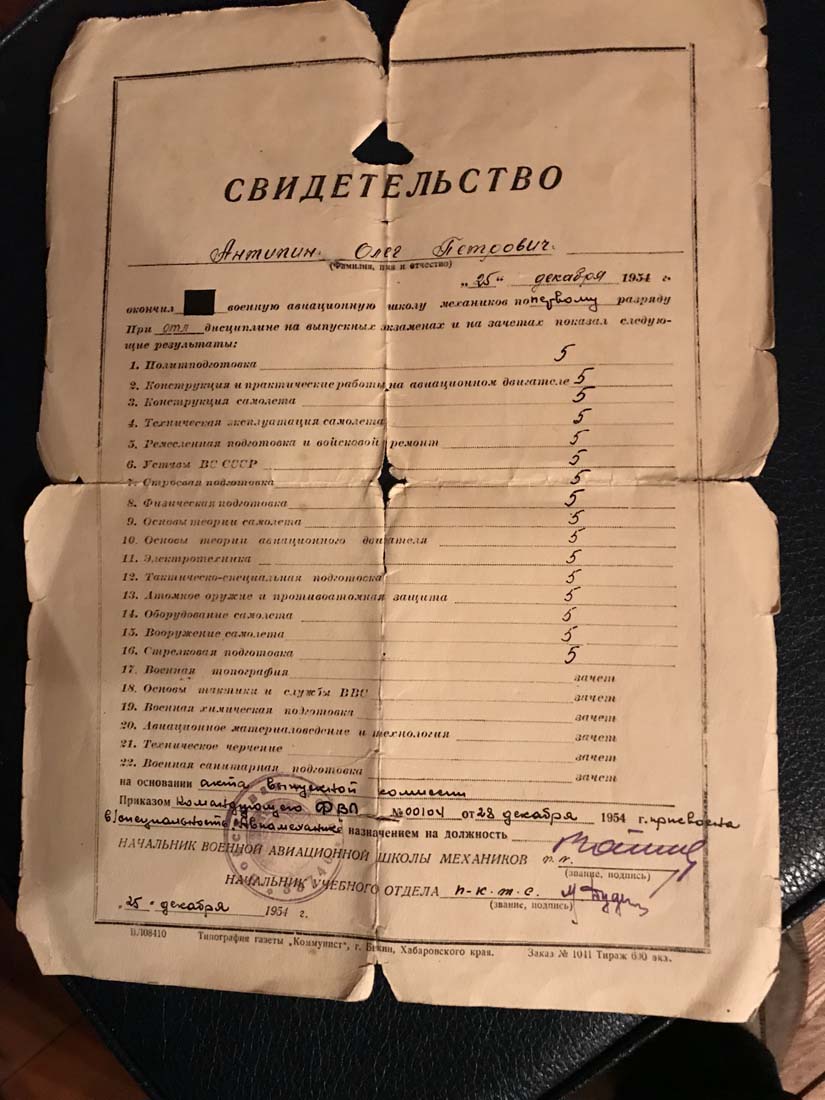 СВИДЕТЕЛЬСТВО
Антипин Олег Петрович.
(Фамилия, имя и отчество)
„25“ декабря 1954 г.
окончил военную авиационную школу механиков по первому разряду
При отл дисциплине на выпускных экзаменах и на зачетах показал следую-
щие результаты:
1. Политподготовка 5
2. Конструкция и практические работы на авиационном двигателе 5
3. Конструкция самолета 5
4. Техническая эксплуатация самолета 5
5. Ремесленная подготовка и войсковой ремонт 5
6. Уставы ВС СССР 5
7. Строевая подготовка 5
8. Физическая подготовка 5
9. Основы теории самолета 5
10. Основы теории авиационного двигателя 5
11. Электротехника 5
12. Тактическо-специальная подготовка 5
13. Атомное оружие и противоатомная защита 5
14. Оборудование самолета 5
15. Вооружение самолета 5
16. Стрелковая подготовка 5
17. Военная топография зачет
18. Основы тактики и службы ВВС зачет
19. Военная химическая подготовка зачет
20. Авиационное материаловедение и технология зачет
21. Техническое черчение зачет
22. Военная санитарная подготовка зачет
на основании акта выпускной комиссии
Приказом Командующего №00104 от 28 декабря 1954 г. присвоена
в/специальность „Авиамеханик“ назначением на должность
НАЧАЛЬНИК ВОЕННОЙ АВИАЦИОННОЙ ШКОЛЫ МЕХАНИКОВ
(звание, подпись)
НАЧАЛЬНИК УЧЕБНОГО ОТДЕЛА п-к.т.с.
(звание, подпись)
„25“ декабря 1954 г.
Типография газеты „Коммунист“, г. Бикин, Хабаровского края. Заказ № 1041 Тираж 600 экз.